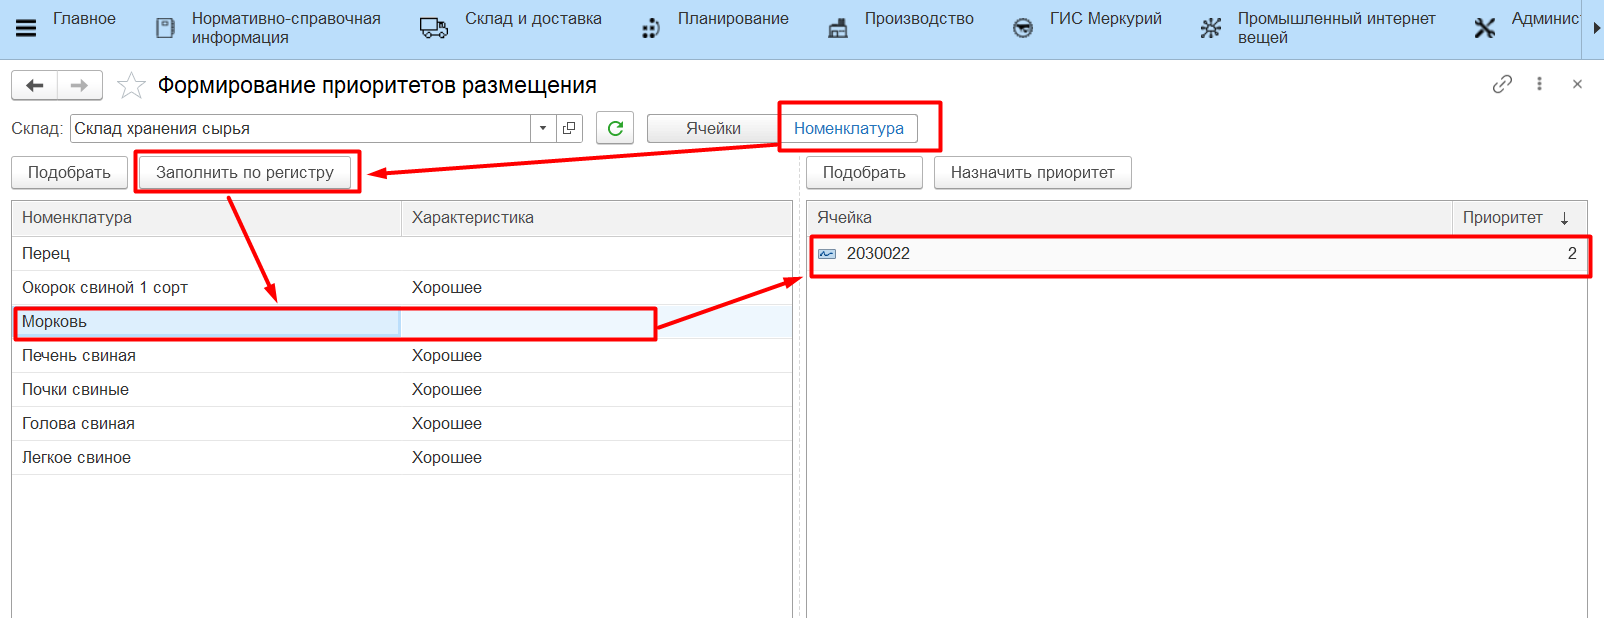 Главное
Нормативно-справочная
информация
Склад и доставка
Планирование
Производство
ГИС Меркурий
Промышленный интернет
вещей
Админис
Формирование приоритетов размещения
Склад: Склад хранения сырья
Ячейки
Номенклатура
Подобрать
Заполнить по регистру
Подобрать
Назначить приоритет
Номенклатура Характеристика
Перец
Окорок свиной 1 сорт Хорошее
Морковь
Печень свиная Хорошее
Почки свиные Хорошее
Голова свиная Хорошее
Легкое свиное Хорошее
Ячейка Приоритет ↓
2030022 2